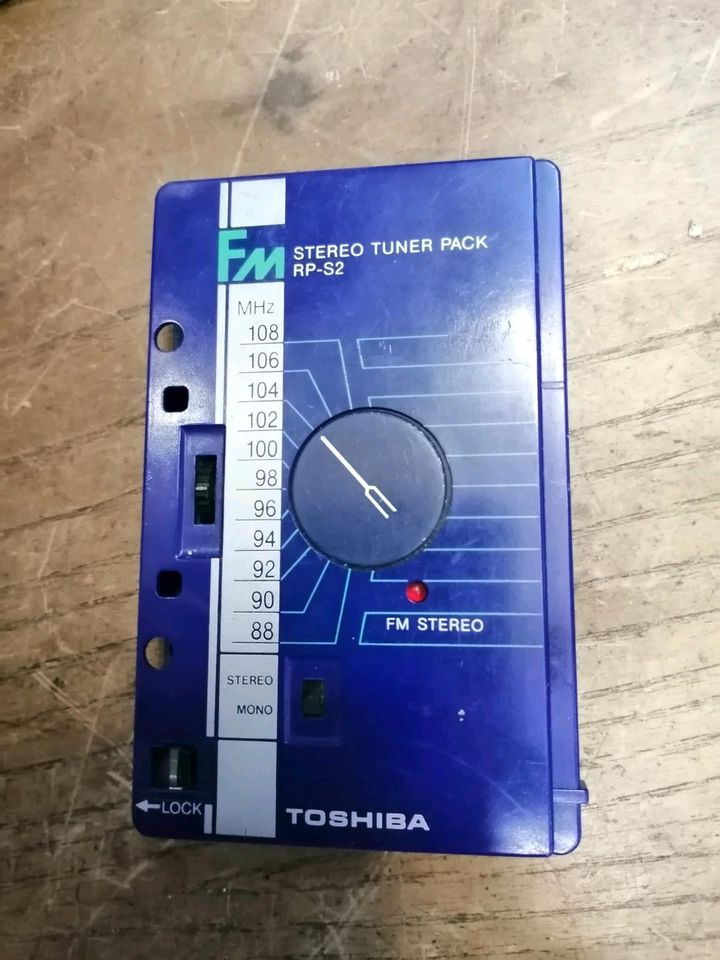 FM STEREO TUNER PACK
RP-S2
MHz
108
106
104
102
100
98
96
94
92
90
88
FM STEREO
STEREO
MONO
←LOCK
TOSHIBA